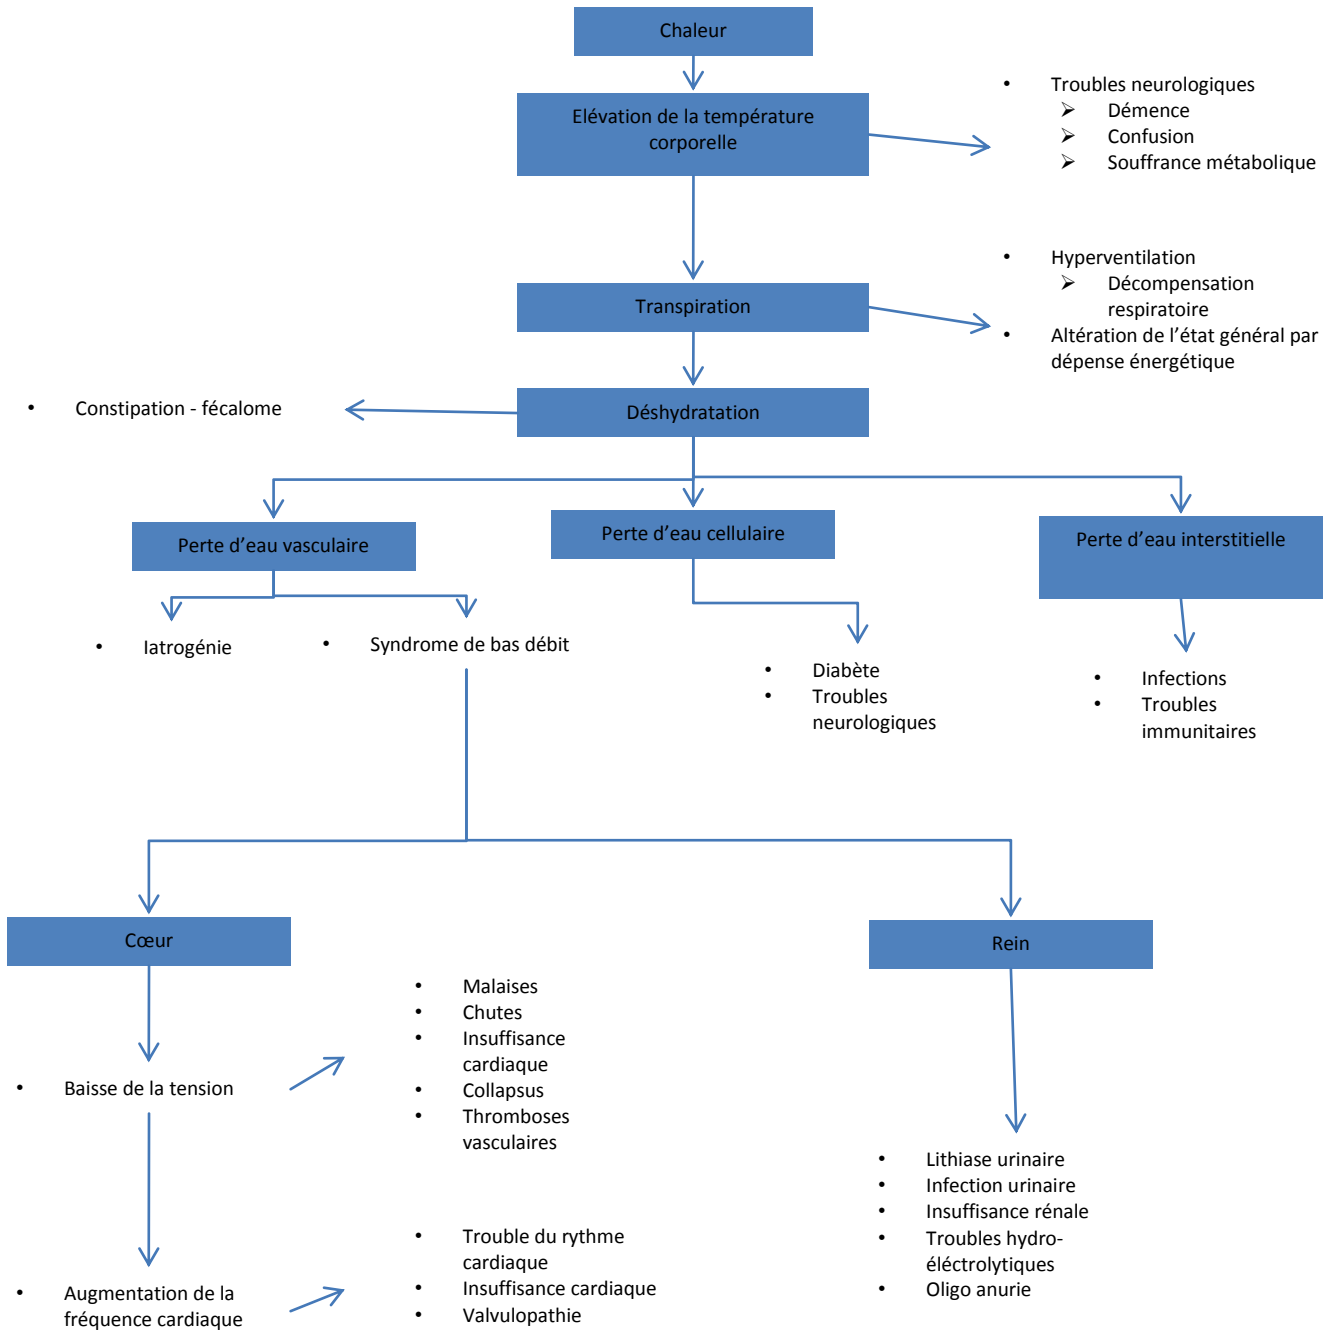 Chaleur
Elévation de la température
corporelle
• Troubles neurologiques
➢ Démence
➢ Confusion
➢ Souffrance métabolique
Transpiration
• Hyperventilation
➢ Décompensation
respiratoire
• Altération de l’état général par
dépense énergétique
Déshydratation
• Constipation - fécalome
Perte d’eau vasculaire
Perte d’eau cellulaire
Perte d’eau interstitielle
• Iatrogénie
• Syndrome de bas débit
• Diabète
• Troubles
neurologiques
• Infections
• Troubles
immunitaires
Cœur
Rein
• Baisse de la tension
• Malaises
• Chutes
• Insuffisance
cardiaque
• Collapsus
• Thromboses
vasculaires
• Augmentation de la
fréquence cardiaque
• Trouble du rythme
cardiaque
• Insuffisance cardiaque
• Valvulopathie
• Lithiase urinaire
• Infection urinaire
• Insuffisance rénale
• Troubles hydro-
éléctrolytiques
• Oligo anurie